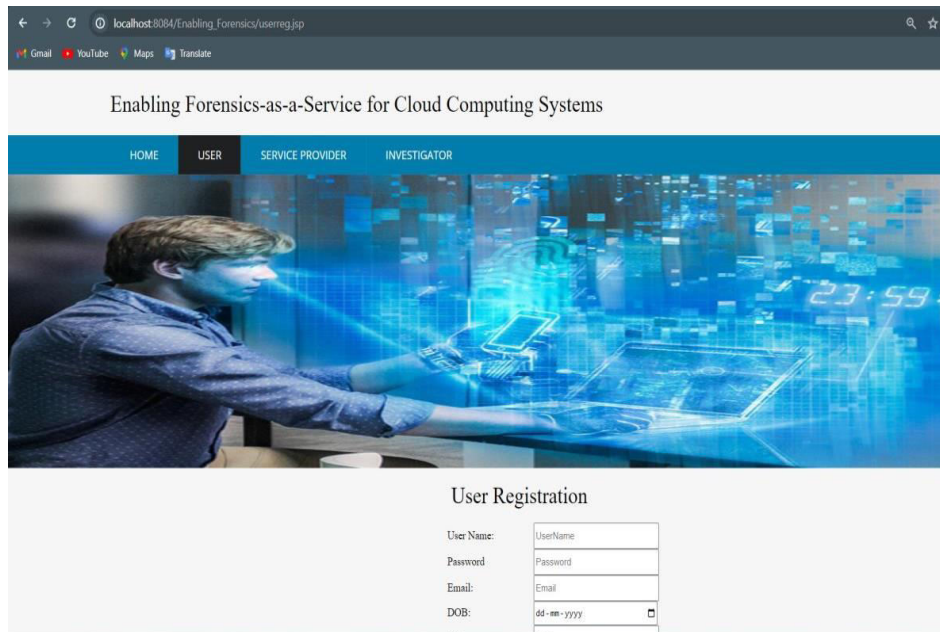 localhost:8084/Enabling_Forensics/userreg.jsp
Gmail YouTube Maps Translate
Enabling Forensics-as-a-Service for Cloud Computing Systems
HOME USER SERVICE PROVIDER INVESTIGATOR
23:59
User Registration
User Name: UserName
Password Password
Email: Email
DOB: dd-mm-yyyy